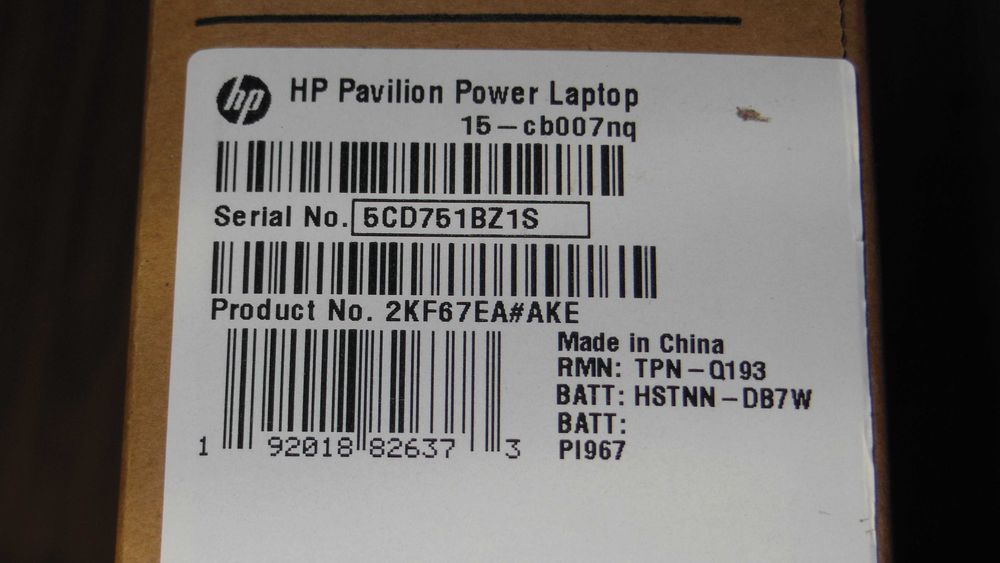 hp HP Pavilion Power Laptop
15-cb007nq
Serial No. 5CD751BZ1S
Product No. 2KF67EA#AKE
1 92018 82637 3
Made in China
RMN: TPN-Q193
BATT: HSTNN-DB7W
BATT:
PI967